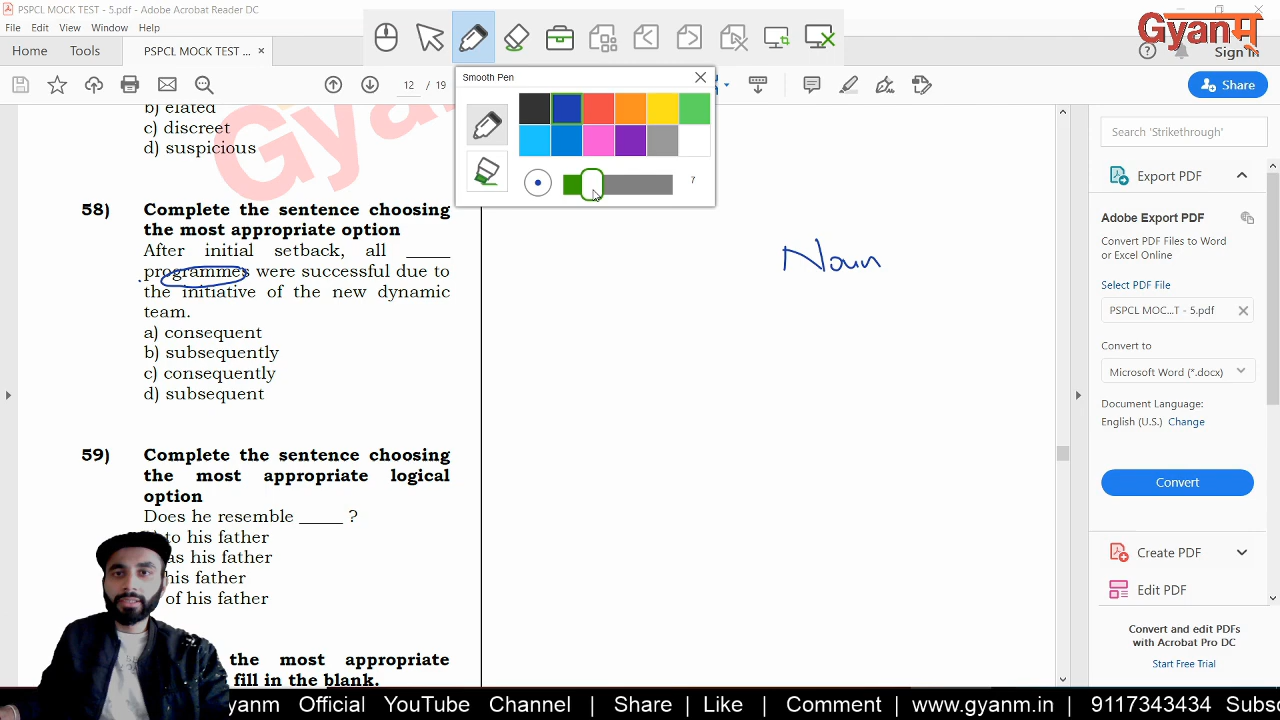 PSPCL MOCK TEST - 5.pdf - Adobe Acrobat Reader DC
File Edit View Window Help
Home Tools PSPCL MOCK TEST ... ×
Gyanम्
Sign In
12 / 19
Share
Smooth Pen
7
b) elated
c) discreet
d) suspicious
58) Complete the sentence choosing
the most appropriate option
After initial setback, all _____
programmes were successful due to
the initiative of the new dynamic
team.
a) consequent
b) subsequently
c) consequently
d) subsequent
Noun
59) Complete the sentence choosing
the most appropriate logical
option
Does he resemble _____ ?
to his father
as his father
his father
of his father
the most appropriate
fill in the blank.
Search 'Strikethrough'
Export PDF
Adobe Export PDF
Convert PDF Files to Word
or Excel Online
Select PDF File
PSPCL MOC...T - 5.pdf
Convert to
Microsoft Word (*.docx)
Document Language:
English (U.S.) Change
Convert
Create PDF
Edit PDF
Convert and edit PDFs
with Acrobat Pro DC
Start Free Trial
yanm Official YouTube Channel | Share | Like | Comment | www.gyanm.in | 9117343434 Subsc